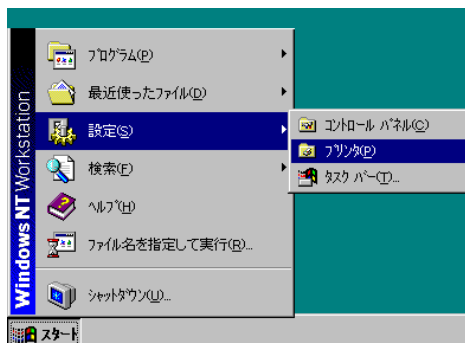 Windows NT Workstation
ﾌﾟﾛｸﾞﾗﾑ(P)
最近使ったﾌｧｲﾙ(D)
設定(S)
検索(F)
ﾍﾙﾌﾟ(H)
ﾌｧｲﾙ名を指定して実行(R)...
ｼｬｯﾄﾀﾞｳﾝ(U)...
ｺﾝﾄﾛｰﾙ ﾊﾟﾈﾙ(C)
ﾌﾟﾘﾝﾀ(P)
ﾀｽｸ ﾊﾞｰ(T)...
スタート